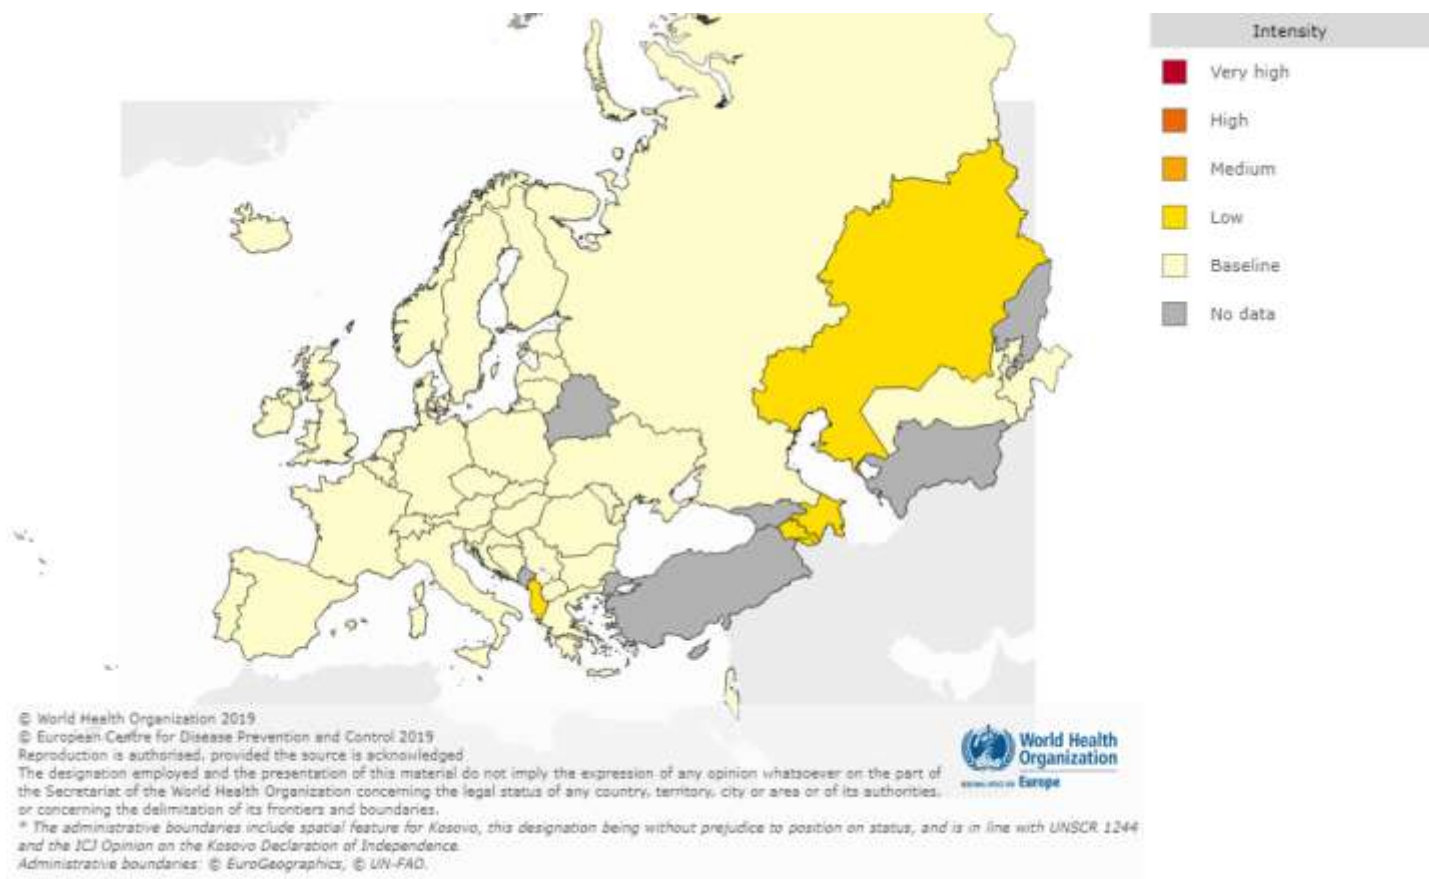 Intensity
Very high
High
Medium
Low
Baseline
No data
© World Health Organization 2019
© European Centre for Disease Prevention and Control 2019
Reproduction is authorised, provided the source is acknowledged
The designation employed and the presentation of this material do not imply the expression of any opinion whatsoever on the part of
the Secretariat of the World Health Organization concerning the legal status of any country, territory, city or area or of its authorities,
or concerning the delimitation of its frontiers and boundaries.
* The administrative boundaries include spatial feature for Kosovo, this designation being without prejudice to position on status, and is in line with UNSCR 1244
and the ICJ Opinion on the Kosovo Declaration of Independence.
Administrative boundaries: © EuroGeographics, © UN-FAO.
World Health
Organization
Europe